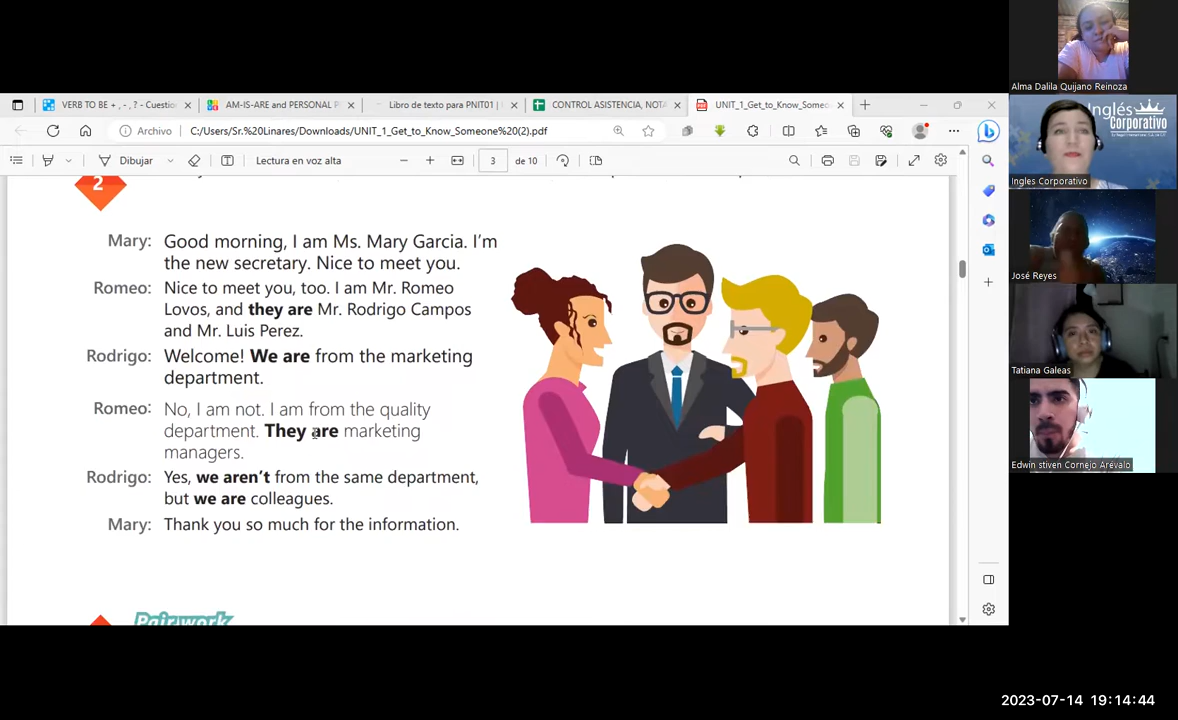 VERB TO BE + , - , ? - Cuestio
AM-IS-ARE and PERSONAL P
Libro de texto para PNIT01 |
CONTROL ASISTENCIA, NOTA
UNIT_1_Get_to_Know_Someone
Archivo
C:/Users/Sr.%20Linares/Downloads/UNIT_1_Get_to_Know_Someone%20(2).pdf
Dibujar
Lectura en voz alta
3
de 10
2
Mary: Good morning, I am Ms. Mary Garcia. I'm
the new secretary. Nice to meet you.
Romeo: Nice to meet you, too. I am Mr. Romeo
Lovos, and they are Mr. Rodrigo Campos
and Mr. Luis Perez.
Rodrigo: Welcome! We are from the marketing
department.
Romeo: No, I am not. I am from the quality
department. They are marketing
managers.
Rodrigo: Yes, we aren't from the same department,
but we are colleagues.
Mary: Thank you so much for the information.
Pair work
Alma Dalila Quijano Reinoza
Inglés
Corporativo
Ingles Corporativo
José Reyes
Tatiana Galeas
Edwin stiven Cornejo Arevalo
2023-07-14 19:14:44